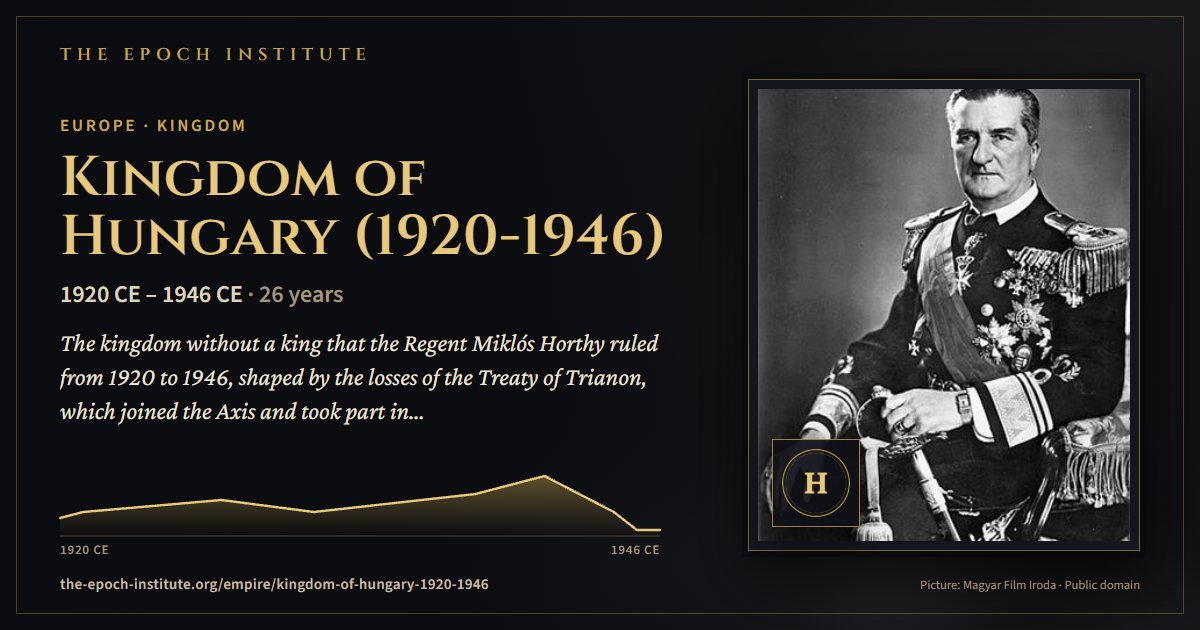 THE EPOCH INSTITUTE
EUROPE · KINGDOM
KINGDOM OF
HUNGARY (1920-1946)
1920 CE – 1946 CE · 26 years
The kingdom without a king that the Regent Miklós Horthy ruled
from 1920 to 1946, shaped by the losses of the Treaty of Trianon,
which joined the Axis and took part in...
H
1920 CE
1946 CE
the-epoch-institute.org/empire/kingdom-of-hungary-1920-1946
Picture: Magyar Film Iroda · Public domain